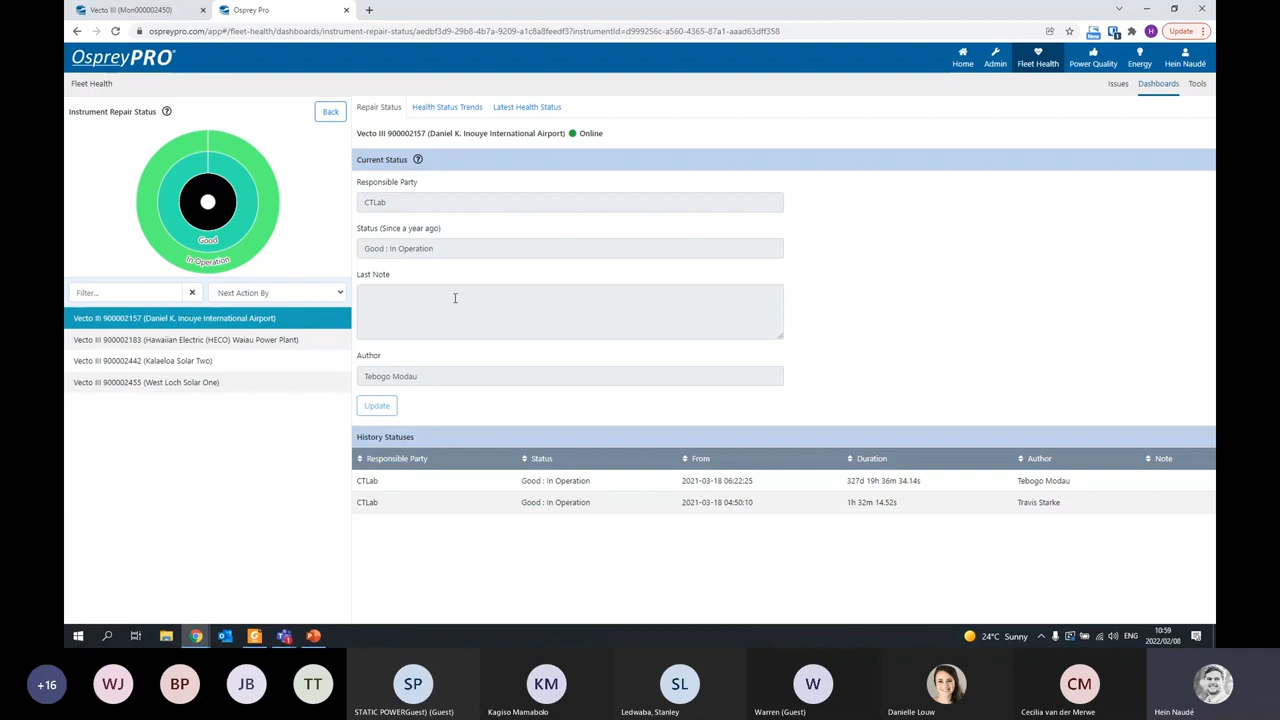 Vecto III (Mon000002450)
Osprey Pro
ospreypro.com/app#/fleet-health/dashboards/instrument-repair-status/aedbf3d9-29b8-4b7a-9209-a1c8a8feedf3?instrumentId=d999256c-a560-4365-87a1-aaad63dff358
New
1
H
Update
OspreyPRO®
Home
Admin
Fleet Health
Power Quality
Energy
Hein Naudé
Fleet Health
Issues
Dashboards
Tools
Instrument Repair Status
Back
Good
In Operation
Filter...
Next Action By
Vecto III 900002157 (Daniel K. Inouye International Airport)
Vecto III 900002183 (Hawaiian Electric (HECO) Waiau Power Plant)
Vecto III 900002442 (Kalaeloa Solar Two)
Vecto III 900002455 (West Loch Solar One)
Repair Status
Health Status Trends
Latest Health Status
Vecto III 900002157 (Daniel K. Inouye International Airport) Online
Current Status
Responsible Party
CTLab
Status (Since a year ago)
Good : In Operation
Last Note
Author
Tebogo Modau
Update
History Statuses
Responsible Party Status From Duration Author Note
CTLab Good : In Operation 2021-03-18 06:22:25 327d 19h 36m 34.14s Tebogo Modau
CTLab Good : In Operation 2021-03-18 04:50:10 1h 32m 14.52s Travis Starke
24°C Sunny
ENG
10:59
2022/02/08
+16
WJ
BP
JB
TT
SP
STATIC POWERGuest) (Guest)
KM
Kagiso Mamabolo
SL
Ledwaba, Stanley
W
Warren (Guest)
Danielle Louw
CM
Cecilia van der Merwe
Hein Naudé